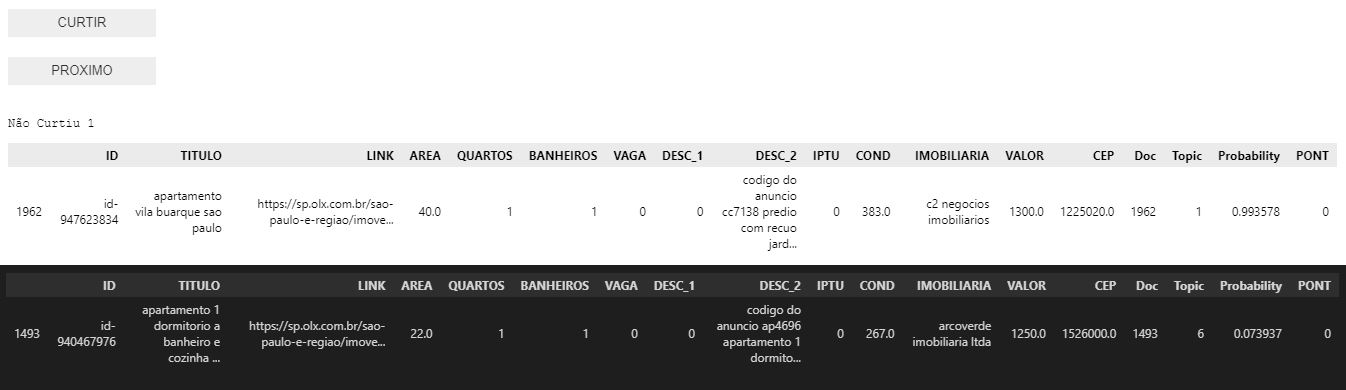 CURTIR
PROXIMO
Não Curtiu 1
ID TITULO LINK AREA QUARTOS BANHEIROS VAGA DESC_1 DESC_2 IPTU COND IMOBILIARIA VALOR CEP Doc Topic Probability PONT
1962 id-947623834 apartamento vila buarque sao paulo https://sp.olx.com.br/sao-paulo-e-regiao/imove... 40.0 1 1 0 0 codigo do anuncio cc7138 predio com recuo jard... 0 383.0 c2 negocios imobiliarios 1300.0 1225020.0 1962 1 0.993578 0
ID TITULO LINK AREA QUARTOS BANHEIROS VAGA DESC_1 DESC_2 IPTU COND IMOBILIARIA VALOR CEP Doc Topic Probability PONT
1493 id-940467976 apartamento 1 dormitorio a banheiro e cozinha ... https://sp.olx.com.br/sao-paulo-e-regiao/imove... 22.0 1 1 0 0 codigo do anuncio ap4696 apartamento 1 dormito... 0 267.0 arcoverde imobiliaria ltda 1250.0 1526000.0 1493 6 0.073937 0